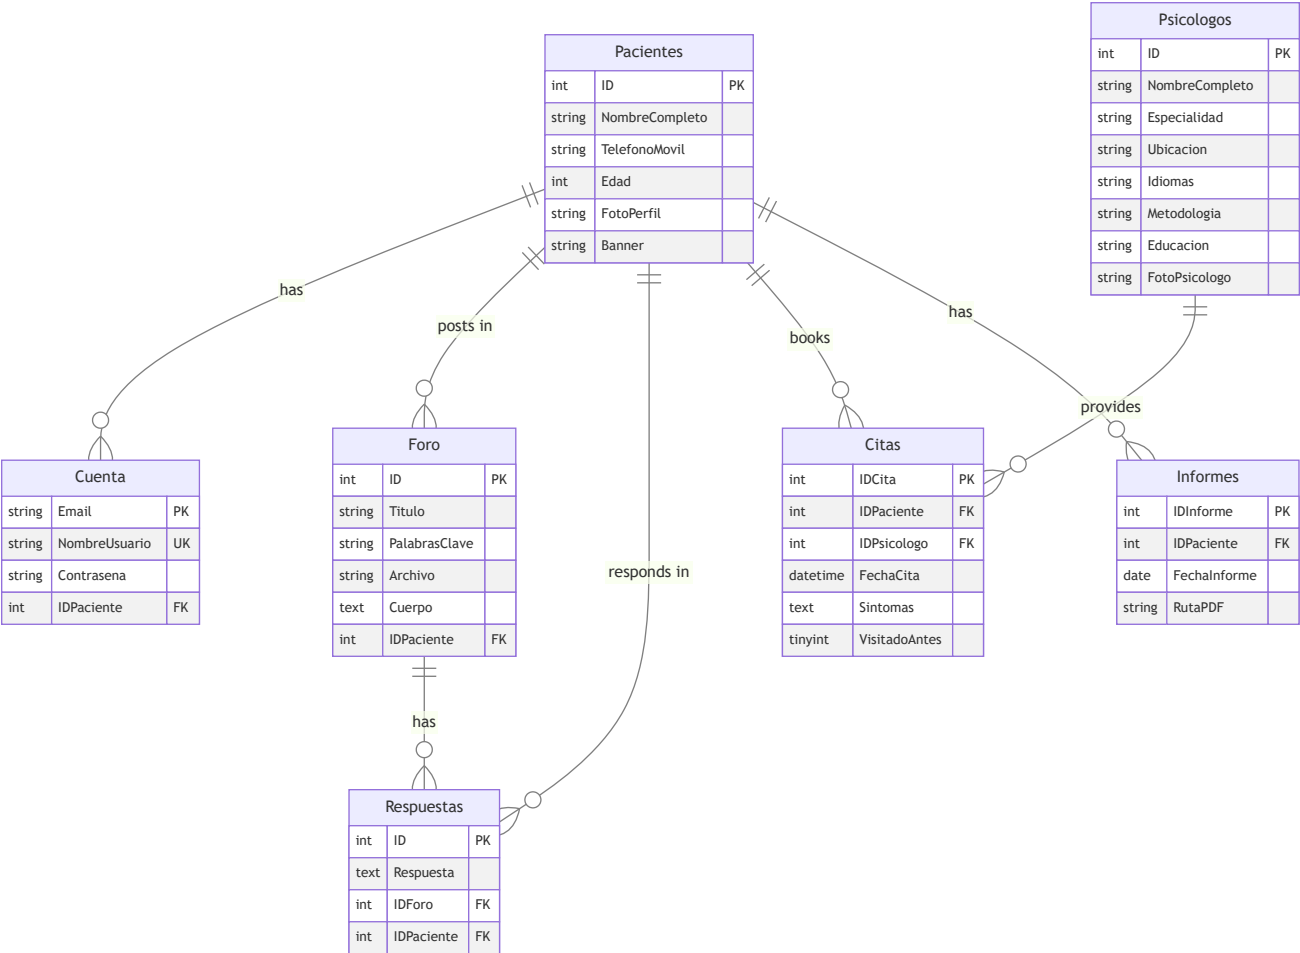 Pacientes
int ID PK
string NombreCompleto
string TelefonoMovil
int Edad
string FotoPerfil
string Banner
Psicologos
int ID PK
string NombreCompleto
string Especialidad
string Ubicacion
string Idiomas
string Metodologia
string Educacion
string FotoPsicologo
has
posts in
books
has
provides
responds in
has
Cuenta
string Email PK
string NombreUsuario UK
string Contrasena
int IDPaciente FK
Foro
int ID PK
string Titulo
string PalabrasClave
string Archivo
text Cuerpo
int IDPaciente FK
Citas
int IDCita PK
int IDPaciente FK
int IDPsicologo FK
datetime FechaCita
text Sintomas
tinyint VisitadoAntes
Informes
int IDInforme PK
int IDPaciente FK
date FechaInforme
string RutaPDF
Respuestas
int ID PK
text Respuesta
int IDForo FK
int IDPaciente FK